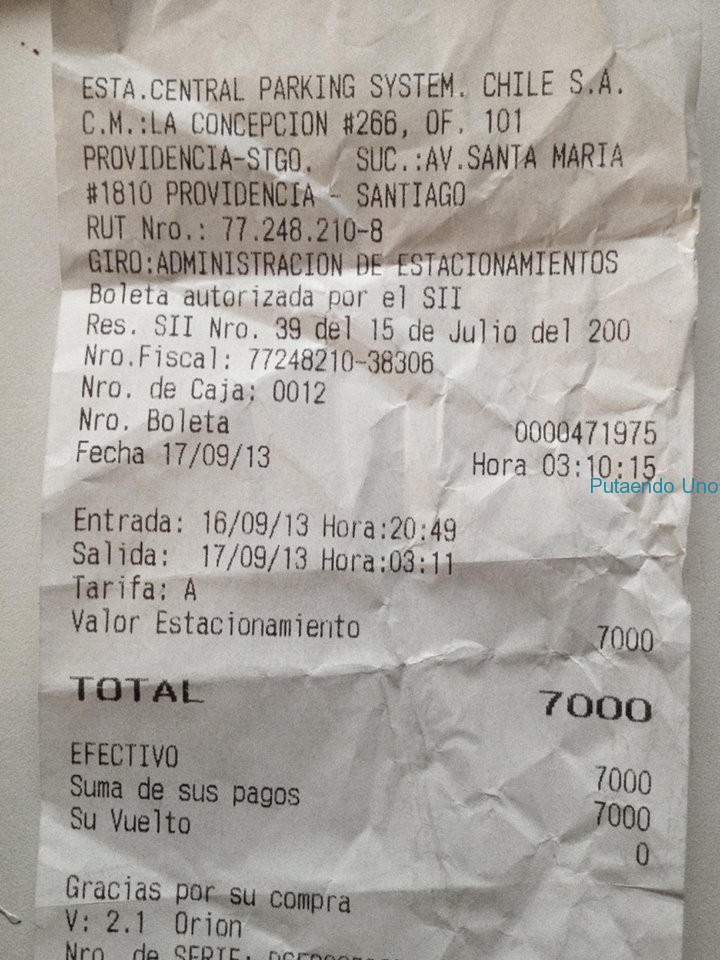 ESTA.CENTRAL PARKING SYSTEM. CHILE S.A.
C.M.:LA CONCEPCION #266, OF. 101
PROVIDENCIA-STGO. SUC.:AV.SANTA MARIA
#1810 PROVIDENCIA - SANTIAGO
RUT Nro.: 77.248.210-8
GIRO:ADMINISTRACION DE ESTACIONAMIENTOS
Boleta autorizada por el SII
Res. SII Nro. 39 del 15 de Julio del 200
Nro.Fiscal: 77248210-38306
Nro. de Caja: 0012
Nro. Boleta 0000471975
Fecha 17/09/13 Hora 03:10:15
Putaendo Uno
Entrada: 16/09/13 Hora:20:49
Salida: 17/09/13 Hora:03:11
Tarifa: A
Valor Estacionamiento 7000
TOTAL 7000
EFECTIVO 7000
Suma de sus pagos 7000
Su Vuelto 0
Gracias por su compra
V: 2.1 Orion
Nro. de SERIE: